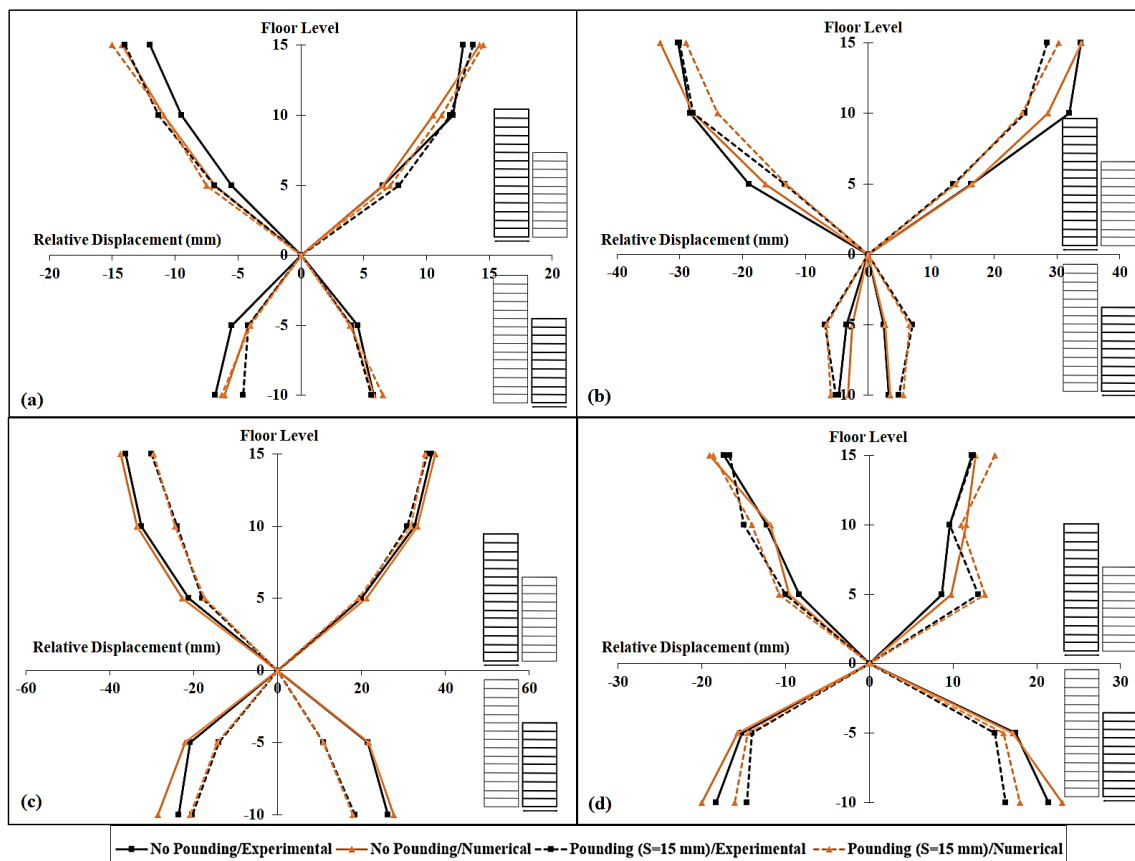 Floor Level
15
10
5
Relative Displacement (mm)
-20 -15 -10 -5 0 5 10 15 20
-5
-10
(a)
Floor Level
15
10
5
Relative Displacement (mm)
-40 -30 -20 -10 0 10 20 30 40
-5
-10
(b)
Floor Level
15
10
5
Relative Displacement (mm)
0
-60 -40 -20 0 20 40 60
-5
-10
(c)
Floor Level
15
10
5
Relative Displacement (mm)
0
-30 -20 -10 0 10 20 30
-5
-10
(d)
No Pounding/Experimental No Pounding/Numerical Pounding (S=15 mm)/Experimental Pounding (S=15 mm)/Numerical